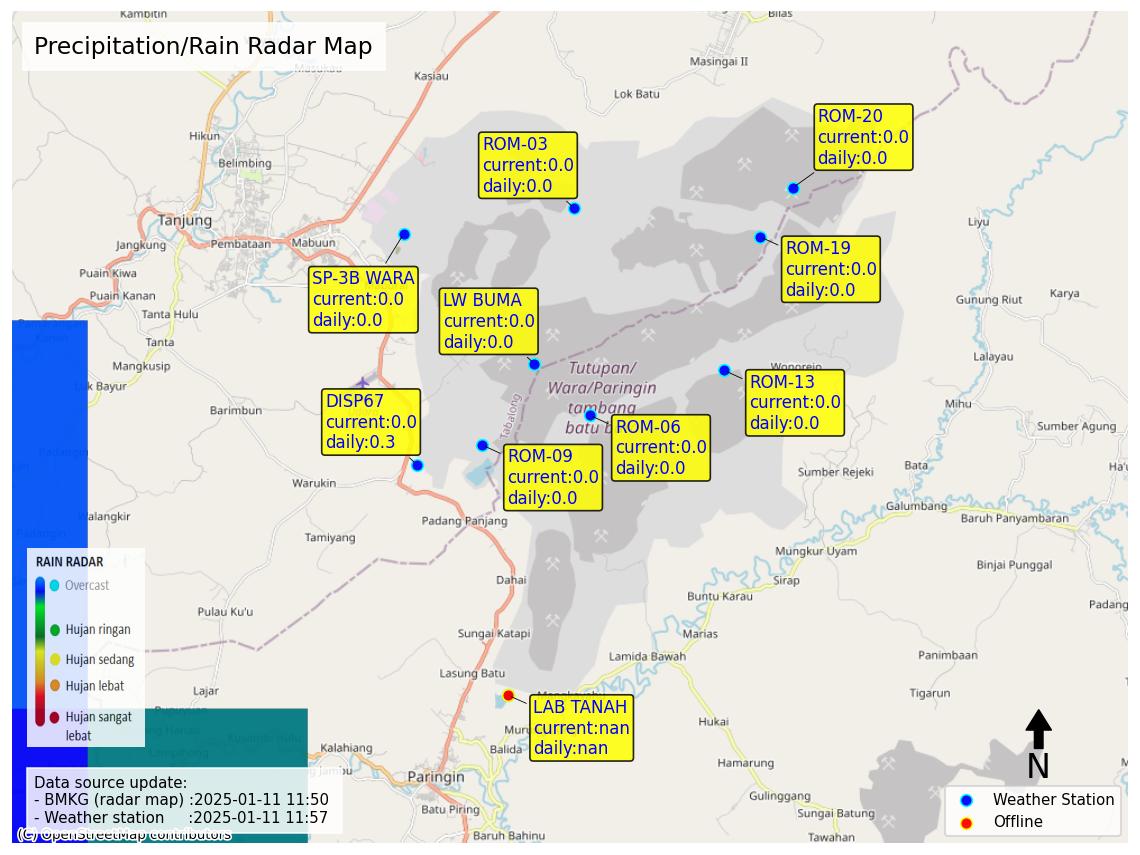 Kambitin
Bilas
Precipitation/Rain Radar Map
Masukau
Kasiau
Masingai II
Lok Batu
ROM-20
current:0.0
daily:0.0
Hikun
ROM-03
current:0.0
daily:0.0
Belimbing
Tanjung
Jangkung
Pembataan
Mabuun
Liyu
ROM-19
current:0.0
daily:0.0
Puain Kiwa
Puain Kanan
Tanta Hulu
SP-3B WARA
current:0.0
daily:0.0
LW BUMA
current:0.0
daily:0.0
Gunung Riut
Karya
Tanta
Mangkusip
Luk Bayur
Lalayau
Wonorejo
Tutupan/
Wara/Paringin
tambang
batu b
ROM-13
current:0.0
daily:0.0
Tabalong
Barimbun
DISP67
current:0.0
daily:0.3
ROM-06
current:0.0
daily:0.0
Mihu
Sumber Agung
ROM-09
current:0.0
daily:0.0
Padangin
Warukin
Sumber Rejeki
Bata
Ha'u
Galumbang
Baruh Panyambaran
Walangkir
Padang Panjang
Tamiyang
Padangin
Mungkur Uyam
Binjai Punggal
RAIN RADAR
Overcast
Hujan ringan
Hujan sedang
Hujan lebat
Hujan sangat
lebat
Dahai
Sirap
Buntu Karau
Padang
Pulau Ku'u
Sungai Katapi
Marias
Lamida Bawah
Panimbaan
Lasung Batu
Lajar
Tigarun
LAB TANAH
current:nan
daily:nan
Muru
Balida
Hukai
Kalahiang
Hamarung
Paringin
Gulinggang
Batu Piring
Sungai Batung
Baruh Bahinu
Tawahan
N
Data source update:
- BMKG (radar map) :2025-01-11 11:50
- Weather station :2025-01-11 11:57
(C) OpenStreetMap contributors
Weather Station
Offline